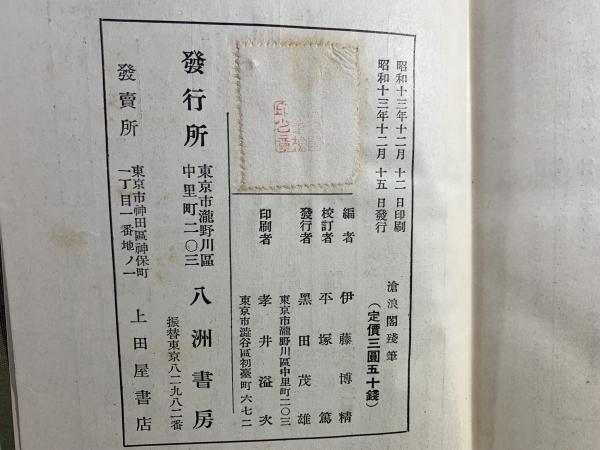 昭和十三年十二月 十二 日印刷
昭和十三年十二月 十五 日發行
滄浪閣殘筆
(定價三圓五十錢)
編者 伊藤博精
校訂者 平塚篤
發行者 黑田茂雄
東京市瀧野川區中里町二〇三
印刷者 孝井溢次
東京市澁谷區初臺町六七二
發行所 東京市瀧野川區中里町二〇三 八洲書房
振替東京八二九八二番
發賣所 東京市神田區神保町一丁目一番地ノ一 上田屋書店